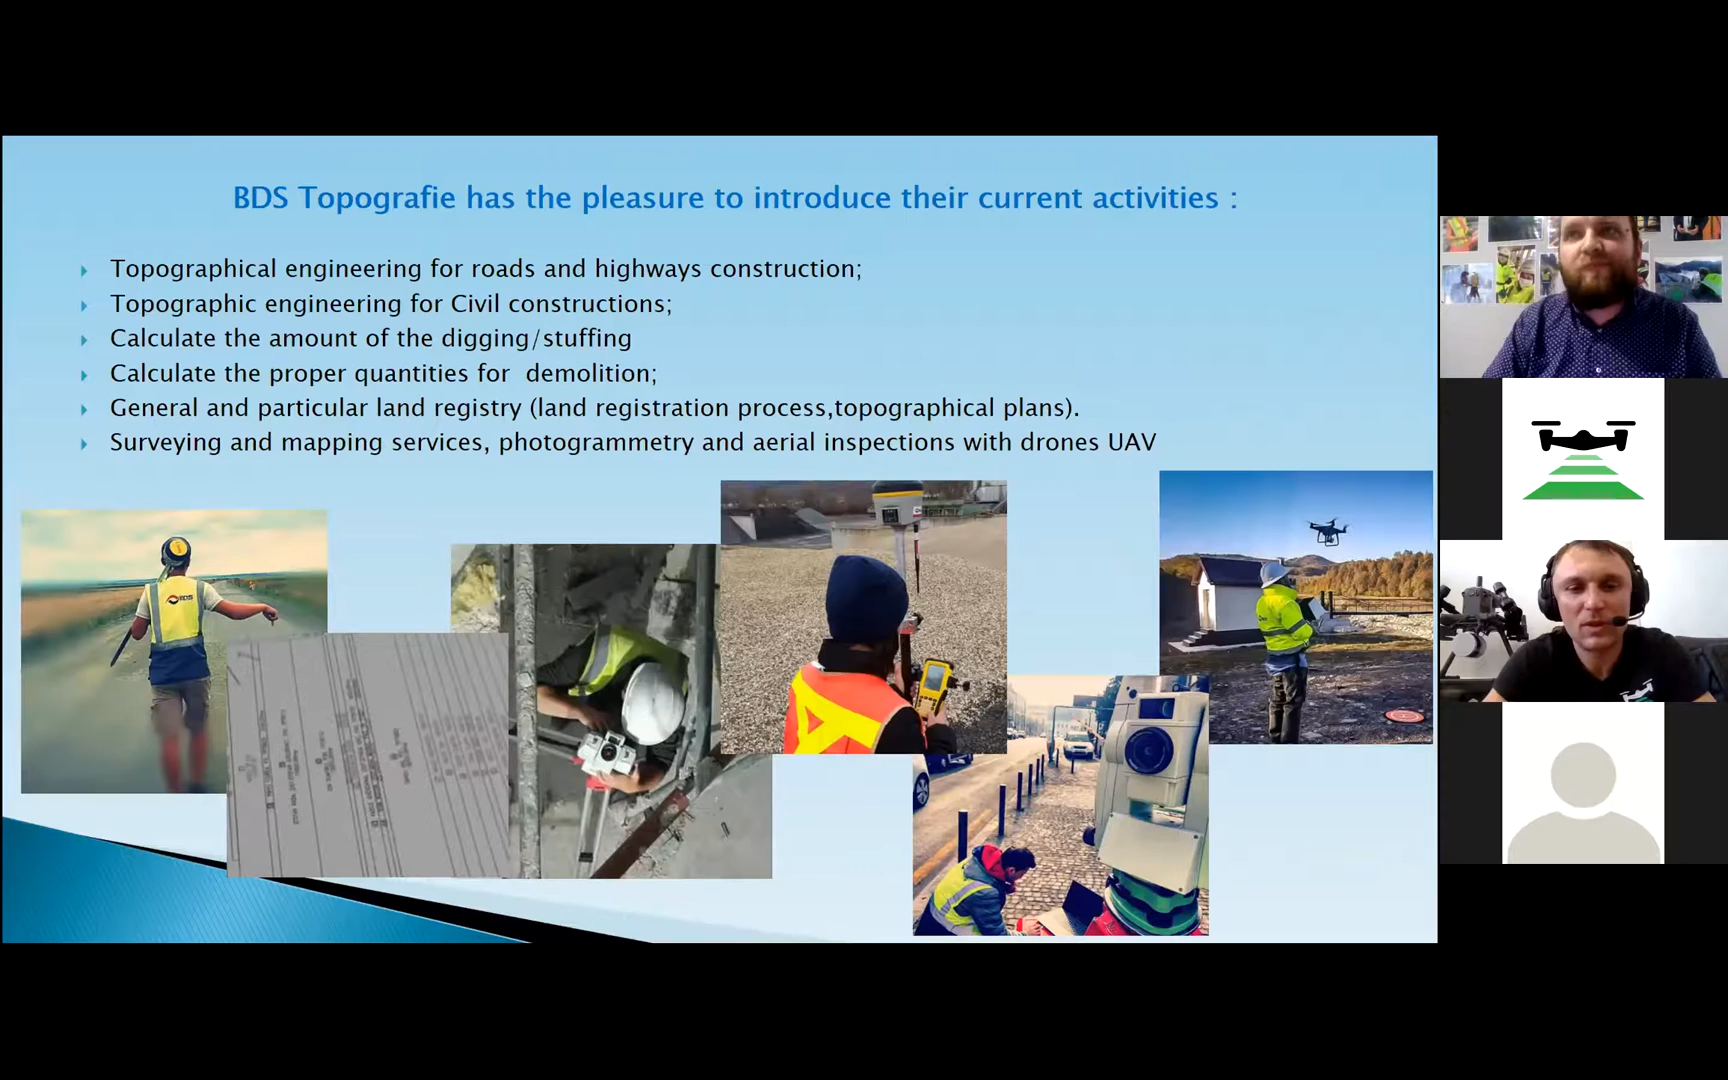 BDS Topografie has the pleasure to introduce their current activities :
Topographical engineering for roads and highways construction;
Topographic engineering for Civil constructions;
Calculate the amount of the digging/stuffing
Calculate the proper quantities for  demolition;
General and particular land registry (land registration process,topographical plans).
Surveying and mapping services, photogrammetry and aerial inspections with drones UAV
BDS